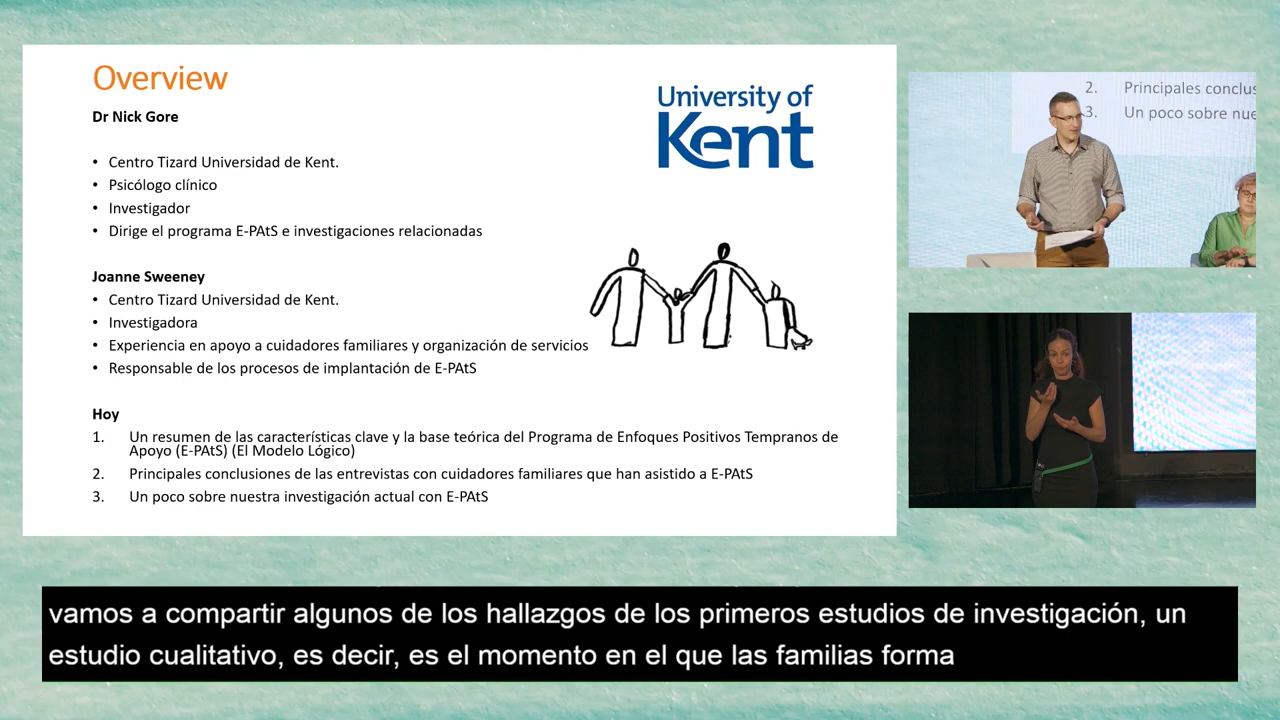 Overview
Dr Nick Gore
• Centro Tizard Universidad de Kent.
• Psicólogo clínico
• Investigador
• Dirige el programa E-PAtS e investigaciones relacionadas
Joanne Sweeney
• Centro Tizard Universidad de Kent.
• Investigadora
• Experiencia en apoyo a cuidadores familiares y organización de servicios
• Responsable de los procesos de implantación de E-PAtS
Hoy
1. Un resumen de las características clave y la base teórica del Programa de Enfoques Positivos Tempranos de
Apoyo (E-PAtS) (El Modelo Lógico)
2. Principales conclusiones de las entrevistas con cuidadores familiares que han asistido a E-PAtS
3. Un poco sobre nuestra investigación actual con E-PAtS
University of
Kent
2. Principales conclus
3. Un poco sobre nue
vamos a compartir algunos de los hallazgos de los primeros estudios de investigación, un
estudio cualitativo, es decir, es el momento en el que las familias forma